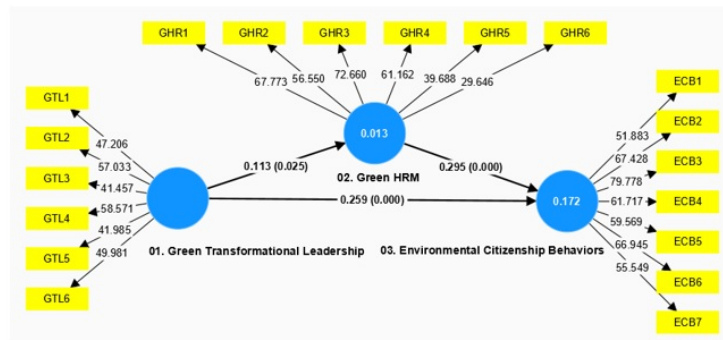 GHR1
GHR2
GHR3
GHR4
GHR5
GHR6
67.773
56.550
72.660
61.162
39.688
29.646
GTL1
GTL2
GTL3
GTL4
GTL5
GTL6
47.206
57.033
41.457
58.571
41.985
49.981
0.013
02. Green HRM
0.113 (0.025)
0.295 (0.000)
0.259 (0.000)
01. Green Transformational Leadership
0.172
03. Environmental Citizenship Behaviors
51.883
67.428
79.778
61.717
59.569
66.945
55.549
ECB1
ECB2
ECB3
ECB4
ECB5
ECB6
ECB7